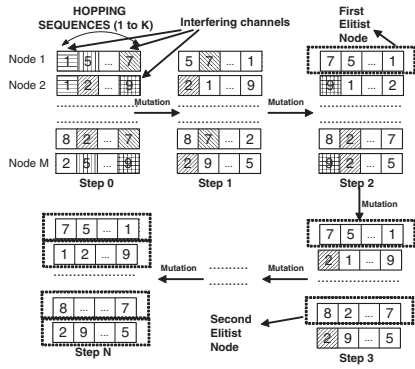 HOPPING
SEQUENCES (1 to K)
Interfering channels
First
Elitist
Node
Node 1
1 5 ... 7
5 7 ... 1
7 5 ... 1
Node 2
1 2 ... 9
2 1 ... 9
9 1 ... 2
Mutation
Mutation
8 2 ... 7
8 7 ... 2
8 2 ... 7
Node M
2 5 ... 9
2 9 ... 5
9 2 ... 5
Step 0
Step 1
Step 2
Mutation
7 5 ... 1
7 5 ... 1
1 2 ... 9
Mutation
Mutation
2 1 ... 9
8 ... 7
8 2 ... 7
2 9 ... 5
Second
Elitist
Node
2 9 ... 5
Step N
Step 3